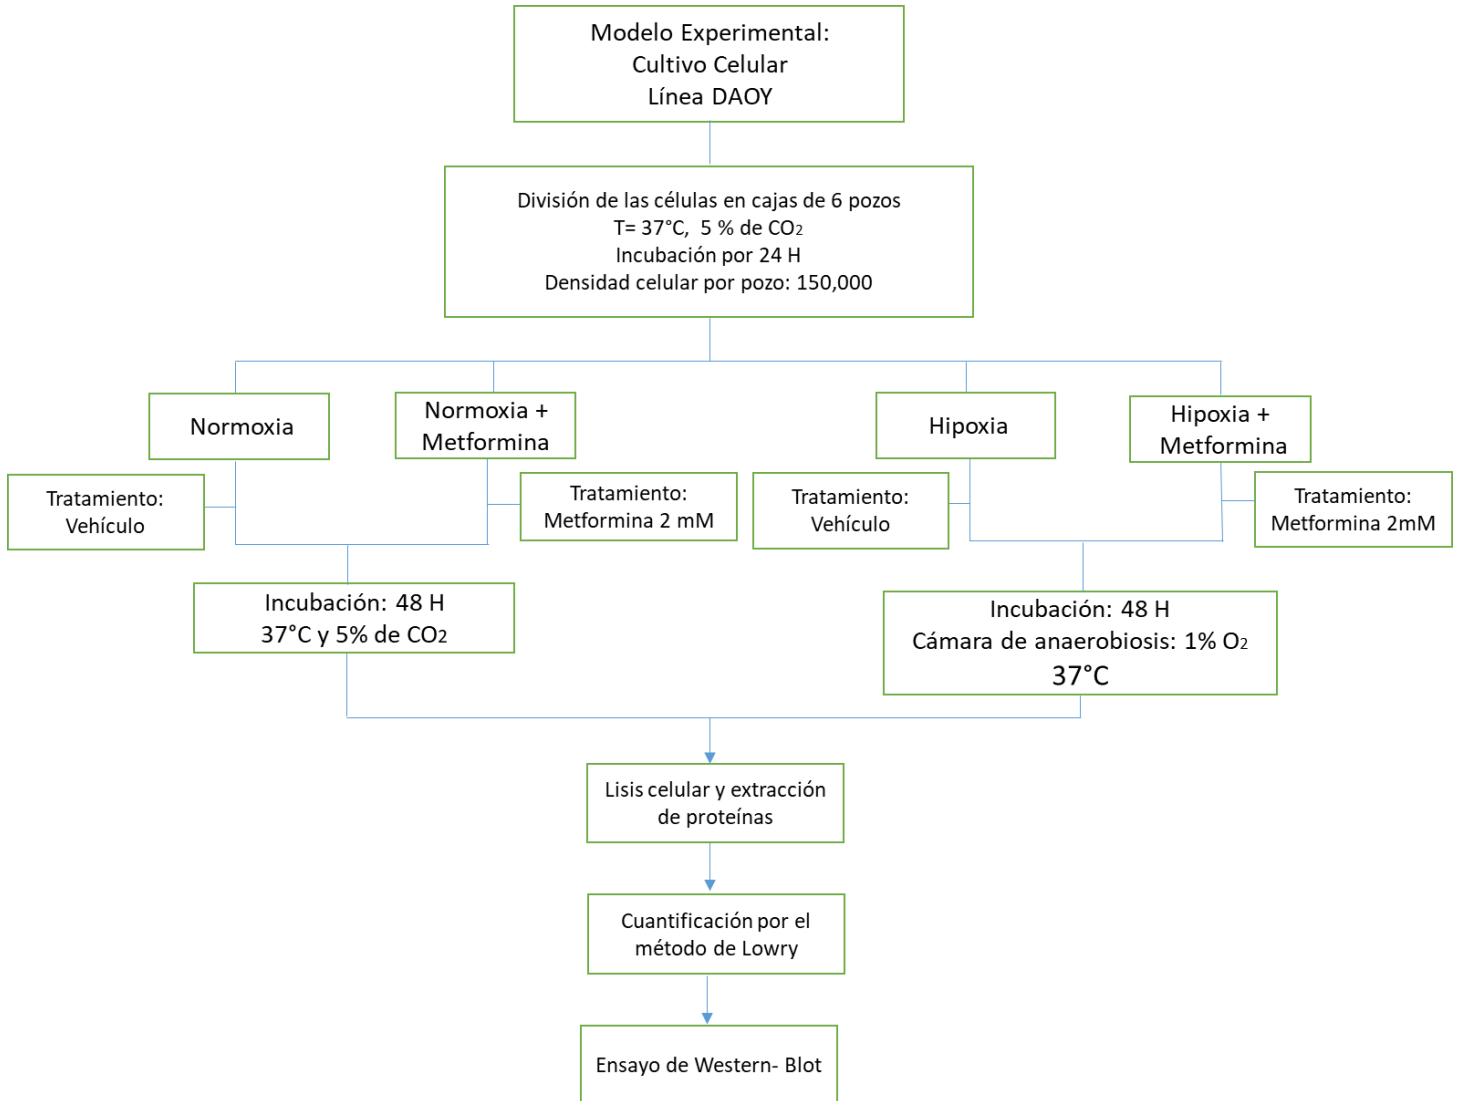 Modelo Experimental:
Cultivo Celular
Línea DAOY
División de las células en cajas de 6 pozos
T= 37°C, 5 % de CO2
Incubación por 24 H
Densidad celular por pozo: 150,000
Normoxia
Normoxia +
Metformina
Hipoxia
Hipoxia +
Metformina
Tratamiento:
Vehículo
Tratamiento:
Metformina 2 mM
Tratamiento:
Vehículo
Tratamiento:
Metformina 2mM
Incubación: 48 H
37°C y 5% de CO2
Incubación: 48 H
Cámara de anaerobiosis: 1% O2
37°C
Lisis celular y extracción
de proteínas
Cuantificación por el
método de Lowry
Ensayo de Western- Blot